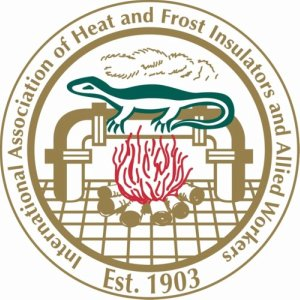 International Association of Heat and Frost Insulators and Allied Workers
Est. 1903